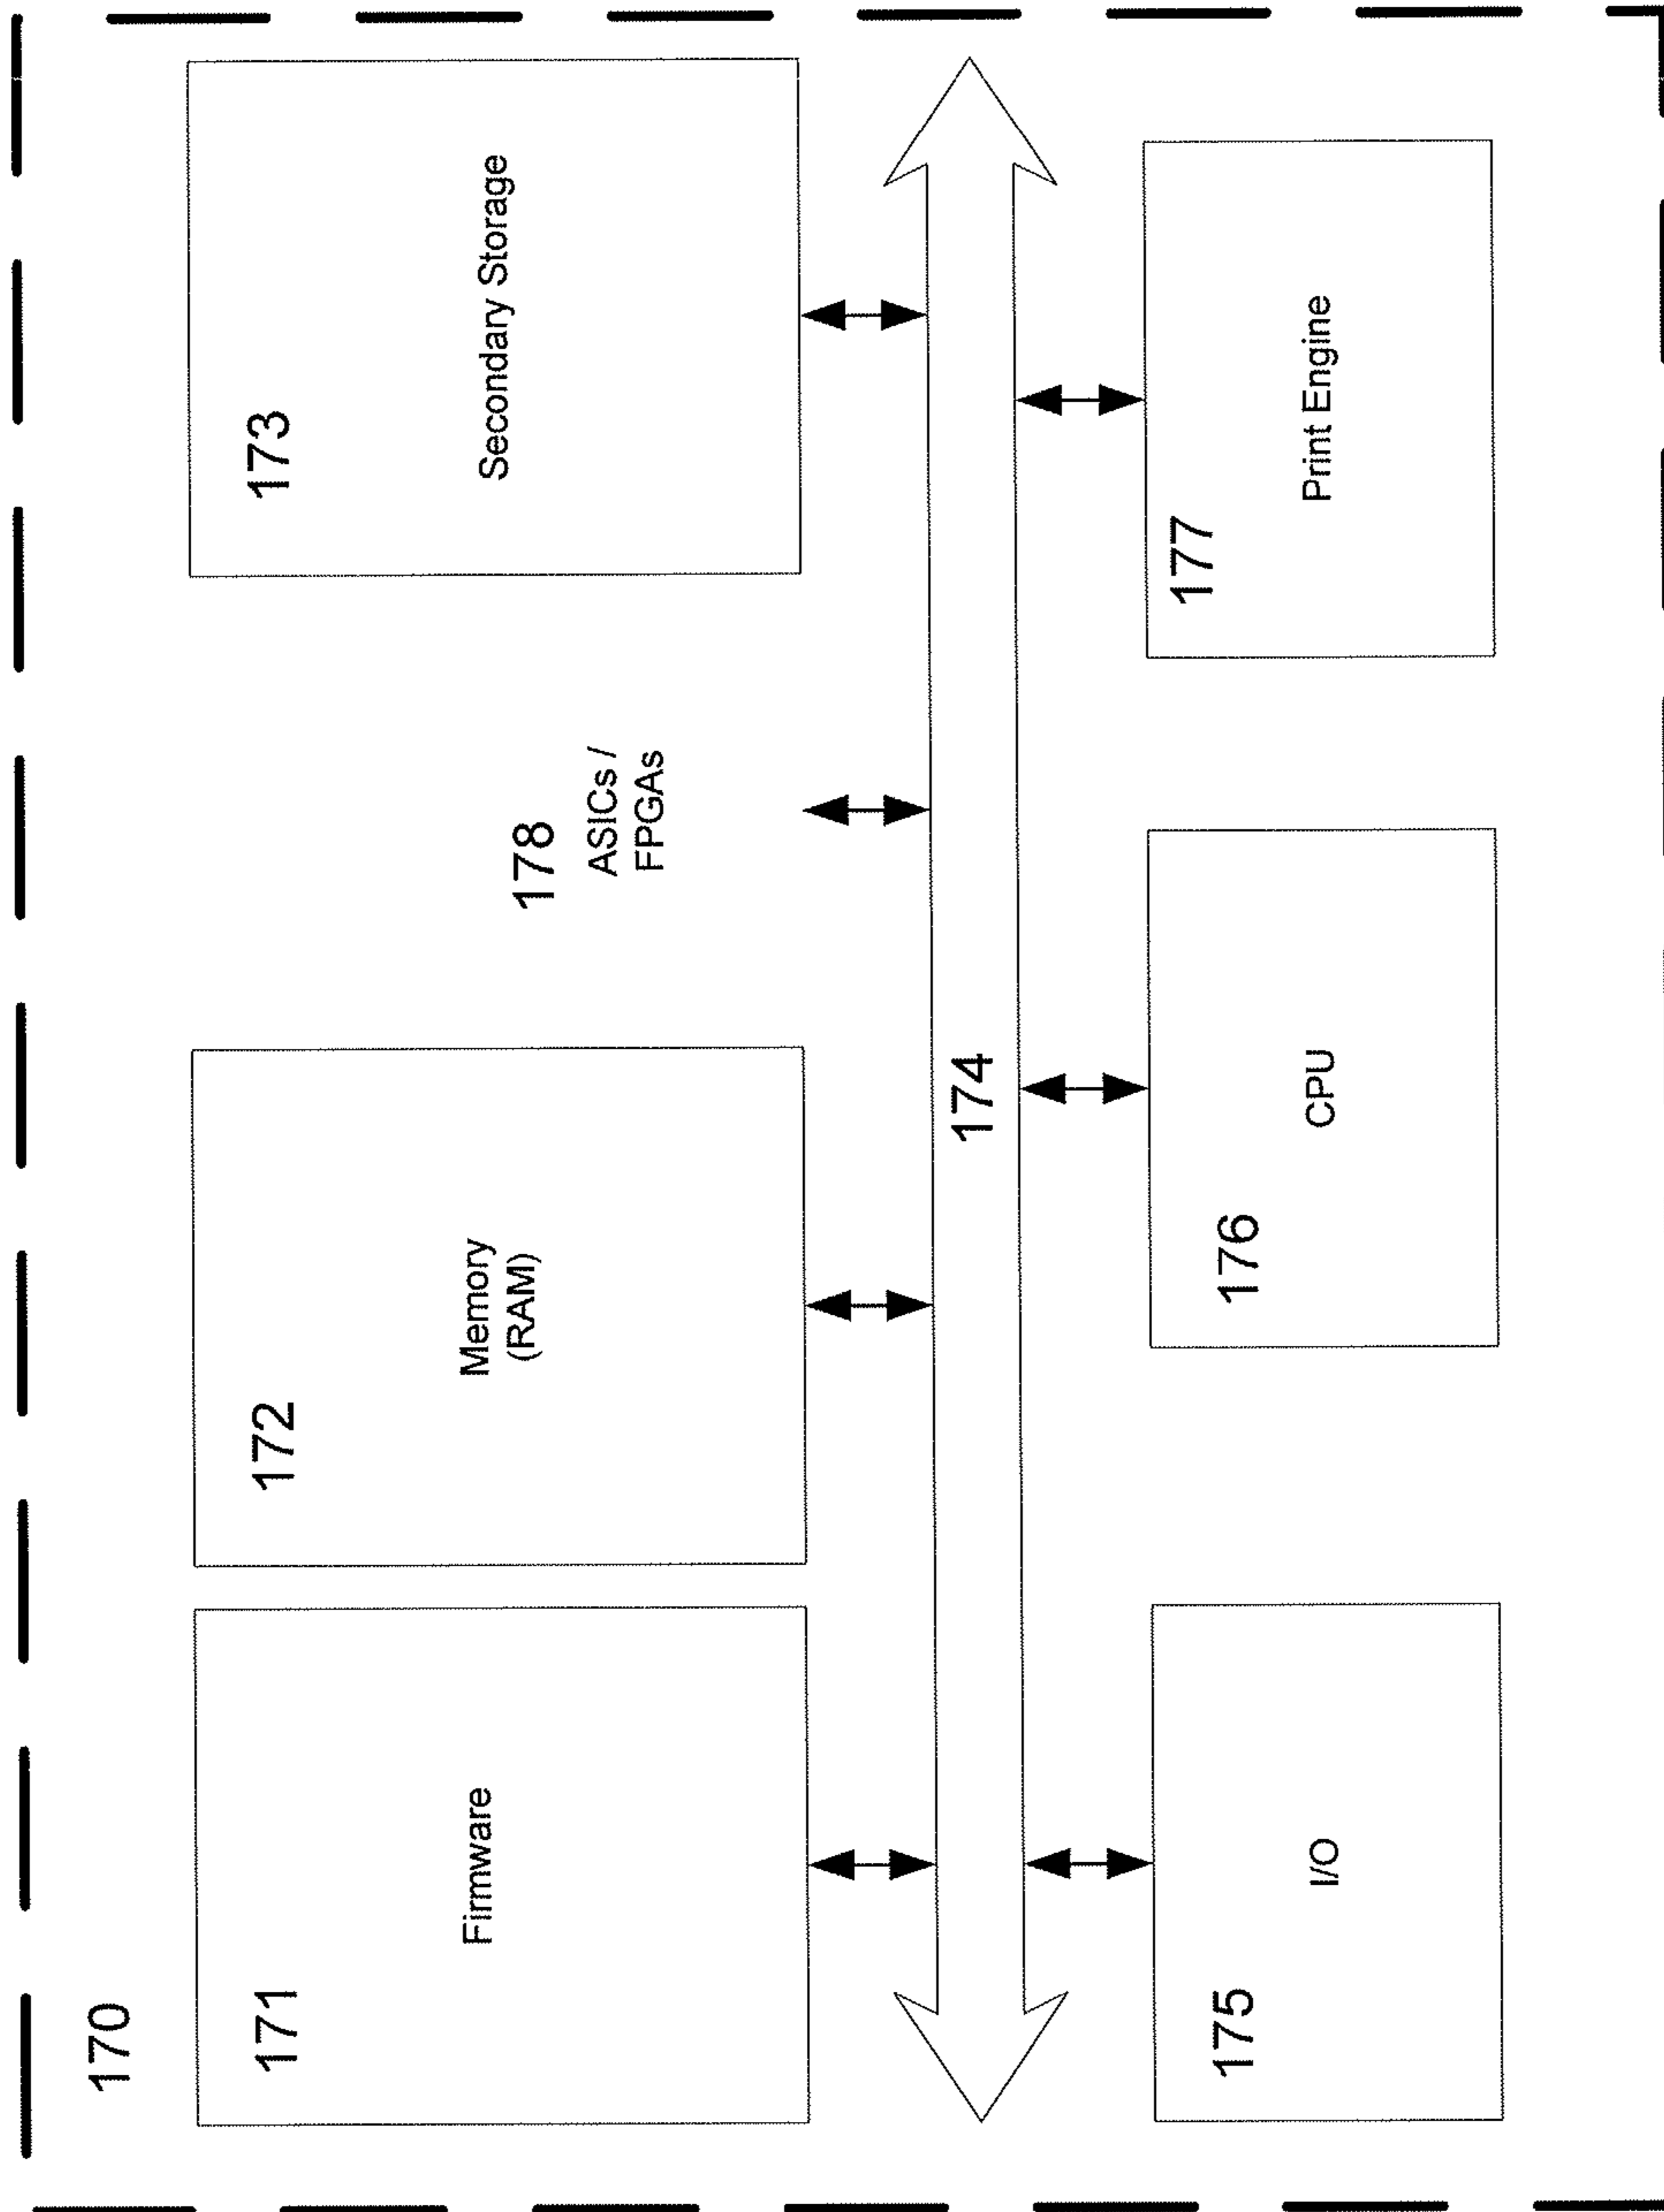 170
171
Firmware
172
Memory
(RAM)
178
ASICs /
FPGAs
173
Secondary Storage
174
175
I/O
176
CPU
177
Print Engine